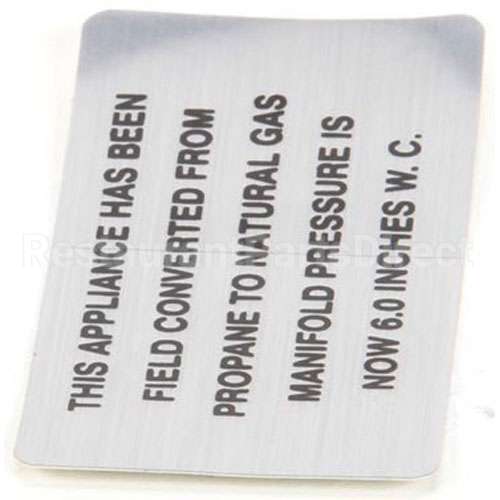 THIS APPLIANCE HAS BEEN
FIELD CONVERTED FROM
PROPANE TO NATURAL GAS
MANIFOLD PRESSURE IS
NOW 6.0 INCHES W. C.